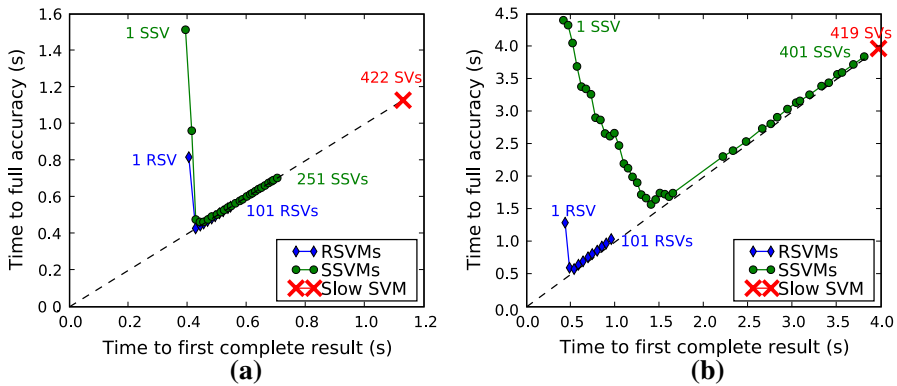 Time to full accuracy (s)
1.6
1.4
1.2
1.0
0.8
0.6
0.4
0.2
0.0
1 SSV
422 SVs
1 RSV
251 SSVs
101 RSVs
RSVMs
SSVMs
Slow SVM
0.0 0.2 0.4 0.6 0.8 1.0 1.2
Time to first complete result (s)
(a)
Time to full accuracy (s)
4.5
4.0
3.5
3.0
2.5
2.0
1.5
1.0
0.5
0.0
1 SSV
419 SVs
401 SSVs
1 RSV
101 RSVs
RSVMs
SSVMs
Slow SVM
0.0 0.5 1.0 1.5 2.0 2.5 3.0 3.5 4.0
Time to first complete result (s)
(b)